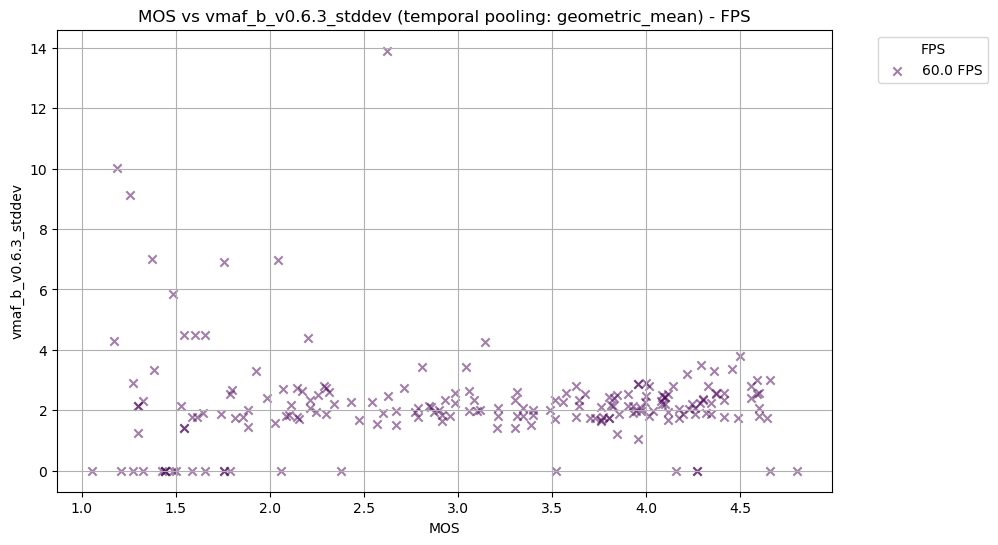 MOS vs vmaf_b_v0.6.3_stddev (temporal pooling: geometric_mean) - FPS
FPS
60.0 FPS
vmaf_b_v0.6.3_stddev
14
12
10
8
6
4
2
0
1.0 1.5 2.0 2.5 3.0 3.5 4.0 4.5
MOS